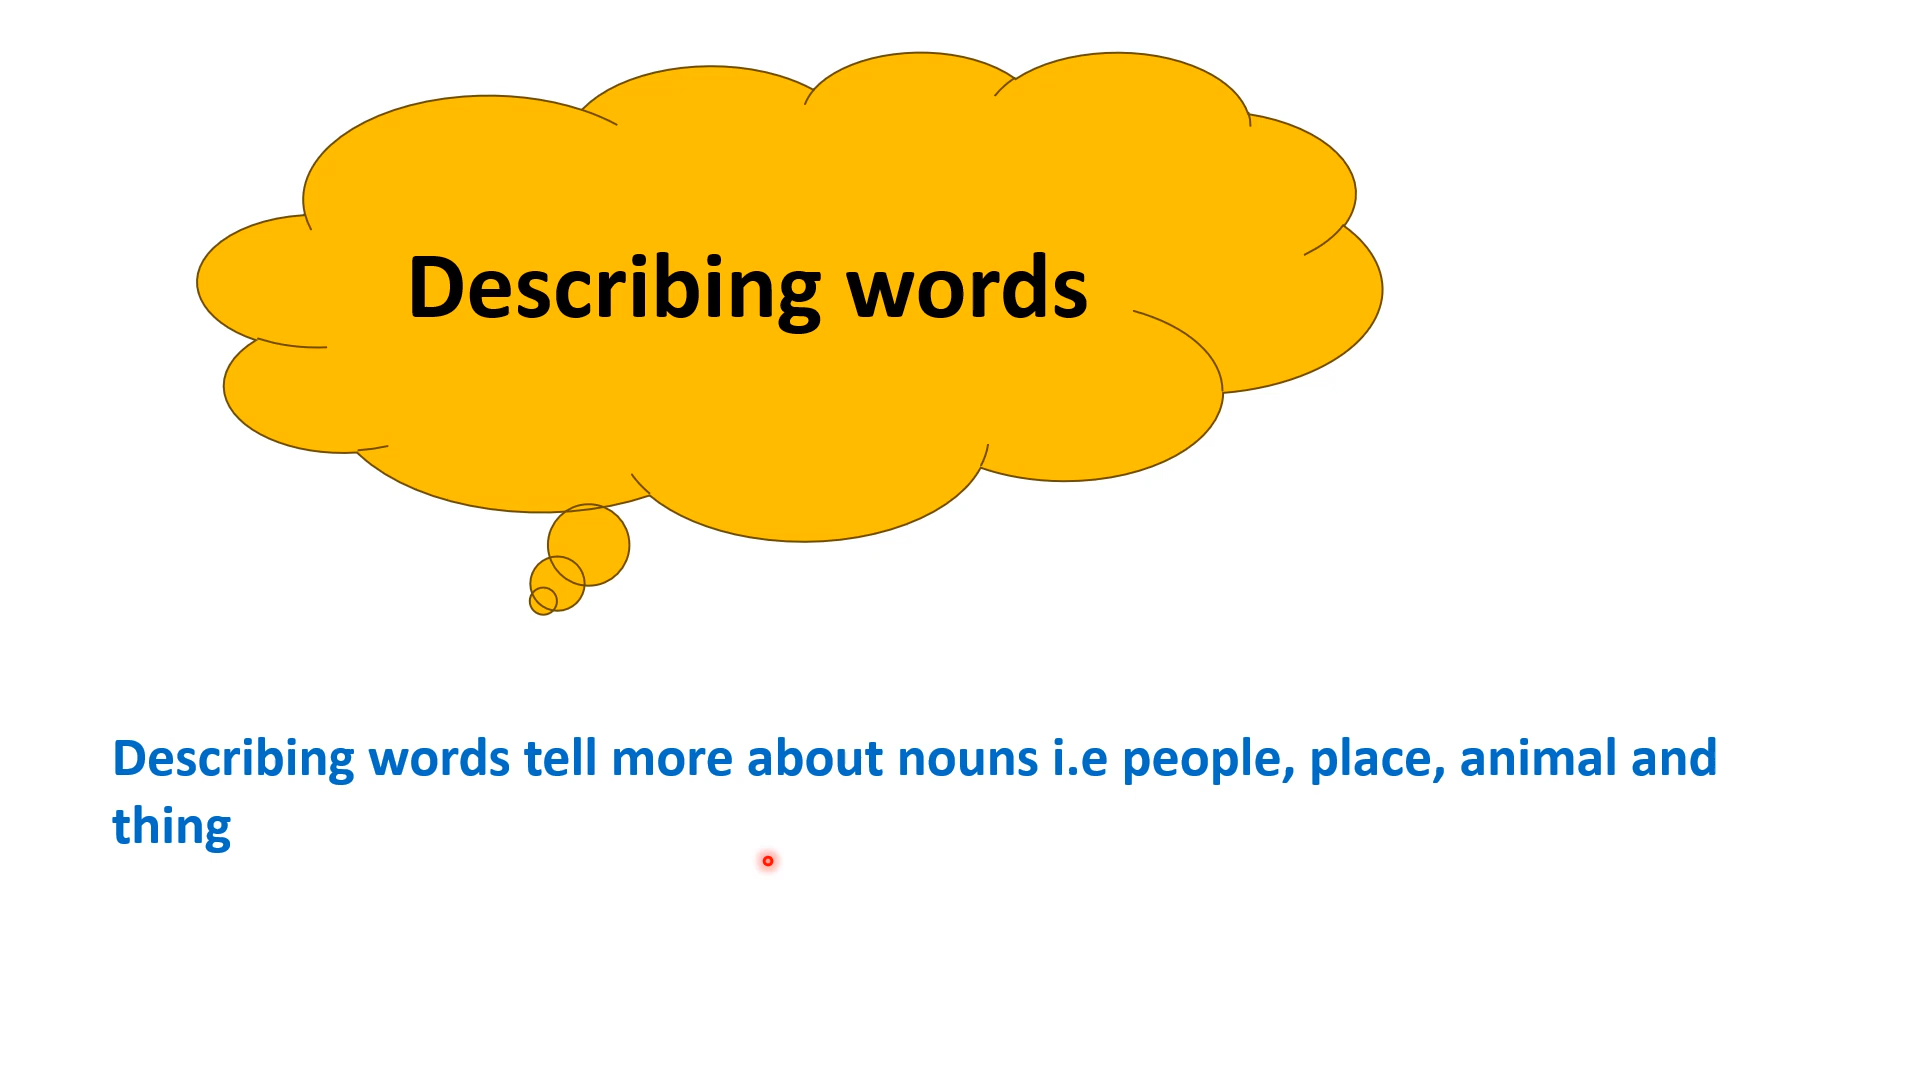 Describing words
Describing words tell more about nouns i.e people, place, animal and
thing